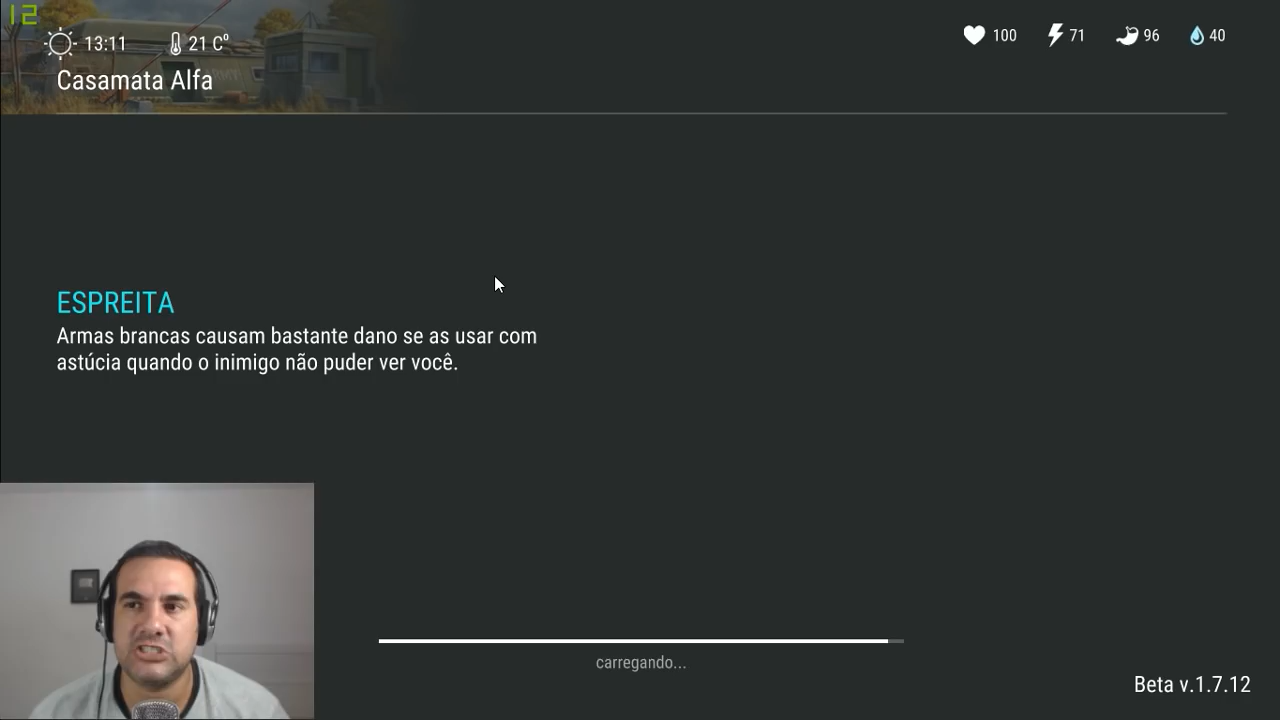 12
13:11 21 Cº
100 71 96 40
Casamata Alfa
ESPREITA
Armas brancas causam bastante dano se as usar com
astúcia quando o inimigo não puder ver você.
carregando...
Beta v.1.7.12